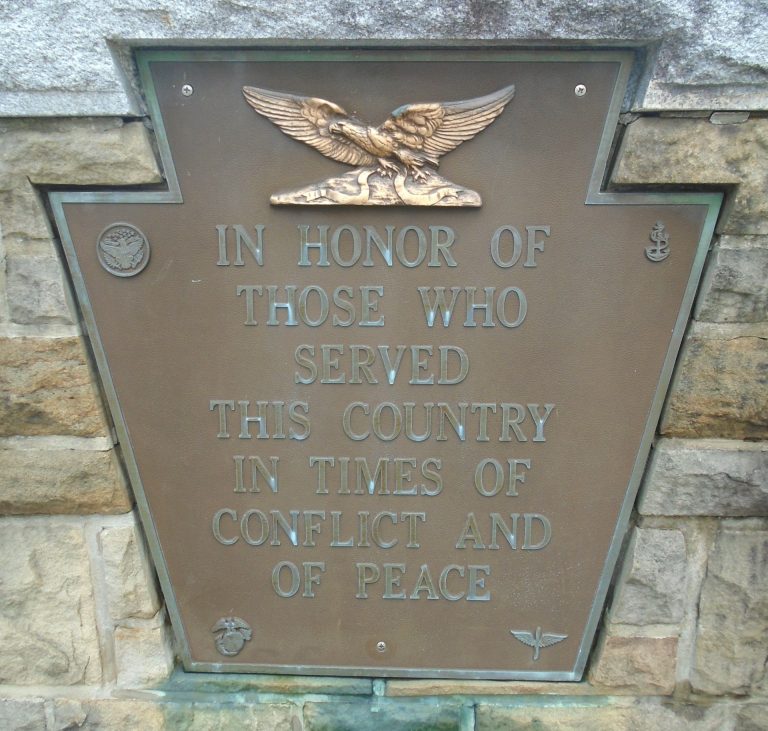 IN HONOR OF
THOSE WHO
SERVED
THIS COUNTRY
IN TIMES OF
CONFLICT AND
OF PEACE